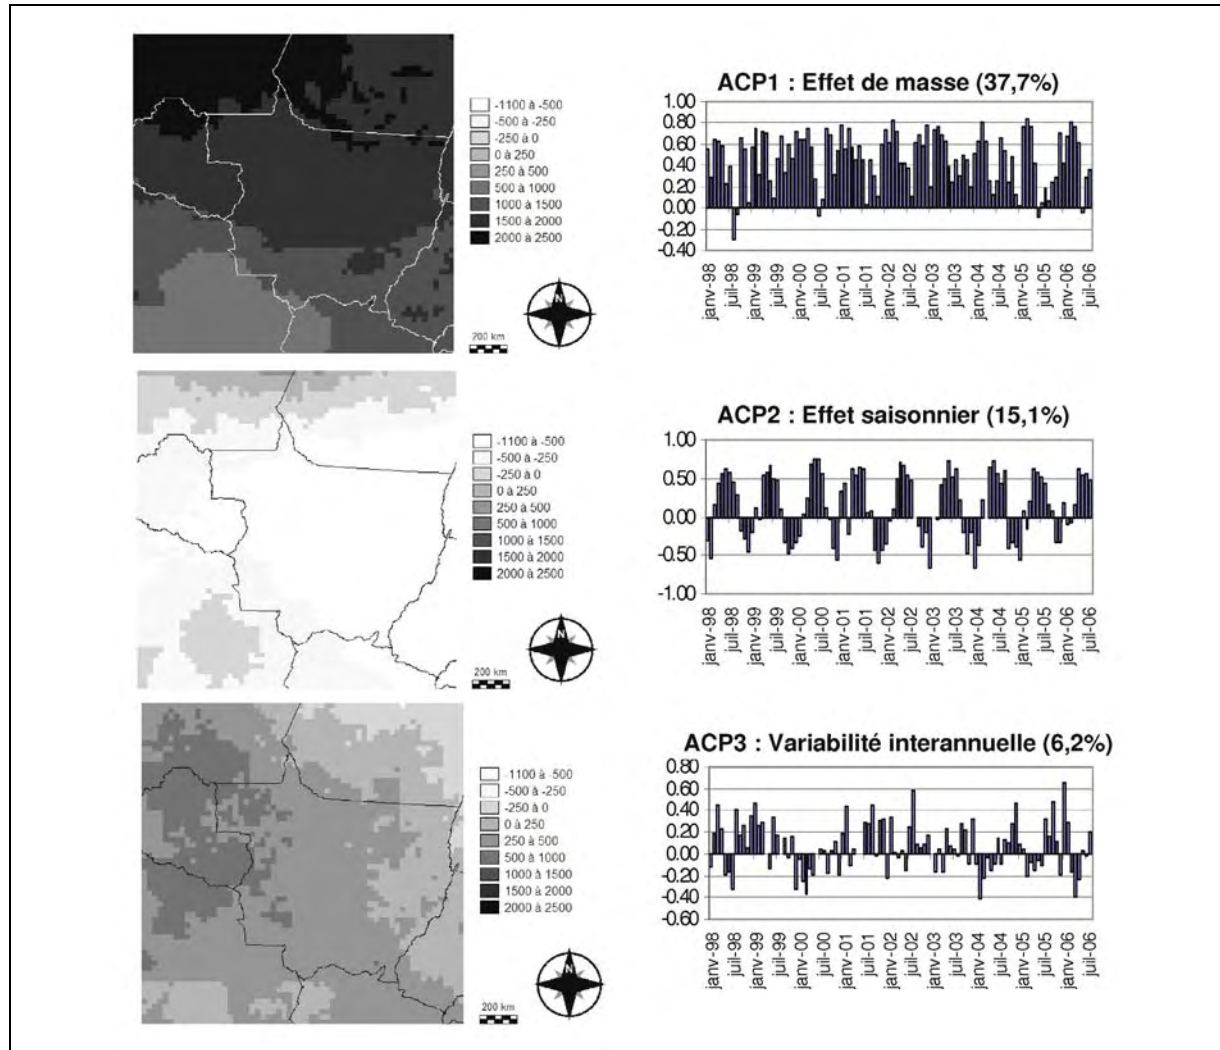 ACP1 : Effet de masse (37,7%)
-1100 à -500
-500 à -250
-250 à 0
0 à 250
250 à 500
500 à 1000
1000 à 1500
1500 à 2000
2000 à 2500
N
200 km
1.00
0.80
0.60
0.40
0.20
0.00
-0.20
-0.40
janv-98
juil-98
janv-99
juil-99
janv-00
juil-00
janv-01
juil-01
janv-02
juil-02
janv-03
juil-03
janv-04
juil-04
janv-05
juil-05
janv-06
juil-06
ACP2 : Effet saisonnier (15,1%)
-1100 à -500
-500 à -250
-250 à 0
0 à 250
250 à 500
500 à 1000
1000 à 1500
1500 à 2000
2000 à 2500
N
200 km
1.00
0.50
0.00
-0.50
-1.00
janv-98
juil-98
janv-99
juil-99
janv-00
juil-00
janv-01
juil-01
janv-02
juil-02
janv-03
juil-03
janv-04
juil-04
janv-05
juil-05
janv-06
juil-06
ACP3 : Variabilité interannuelle (6,2%)
-1100 à -500
-500 à -250
-250 à 0
0 à 250
250 à 500
500 à 1000
1000 à 1500
1500 à 2000
2000 à 2500
N
200 km
0.80
0.60
0.40
0.20
0.00
-0.20
-0.40
-0.60
janv-98
juil-98
janv-99
juil-99
janv-00
juil-00
janv-01
juil-01
janv-02
juil-02
janv-03
juil-03
janv-04
juil-04
janv-05
juil-05
janv-06
juil-06